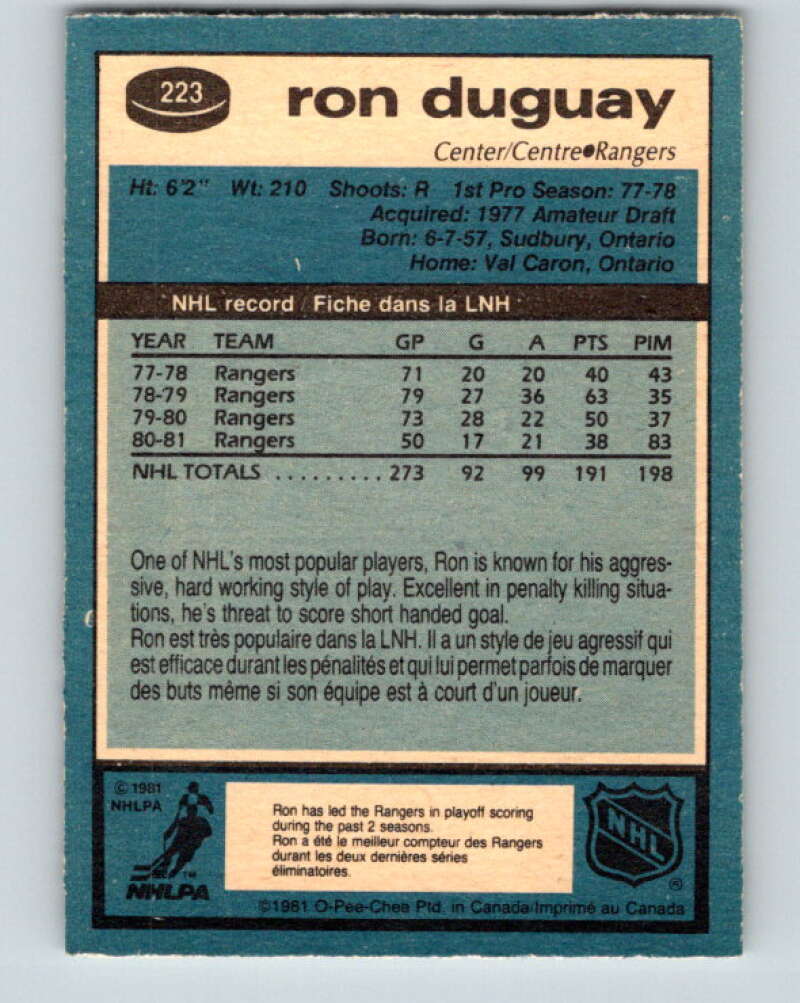 223
ron duguay
Center/Centre●Rangers
Ht: 6'2" Wt: 210 Shoots: R 1st Pro Season: 77-78
Acquired: 1977 Amateur Draft
Born: 6-7-57, Sudbury, Ontario
Home: Val Caron, Ontario
NHL record / Fiche dans la LNH
YEAR TEAM GP G A PTS PIM
77-78 Rangers 71 20 20 40 43
78-79 Rangers 79 27 36 63 35
79-80 Rangers 73 28 22 50 37
80-81 Rangers 50 17 21 38 83
NHL TOTALS ......... 273 92 99 191 198
One of NHL's most popular players, Ron is known for his aggres-
sive, hard working style of play. Excellent in penalty killing situa-
tions, he's threat to score short handed goal.
Ron est très populaire dans la LNH. Il a un style de jeu agressif qui
est efficace durant les pénalités et qui lui permet parfois de marquer
des buts même si son équipe est à court d'un joueur.
© 1981
NHLPA
NHLPA
TM
Ron has led the Rangers in playoff scoring
during the past 2 seasons.
Ron a été le meilleur compteur des Rangers
durant les deux dernières séries
éliminatoires.
NHL
®
©1981 O-Pee-Chee Ptd. in Canada/Imprimé au Canada